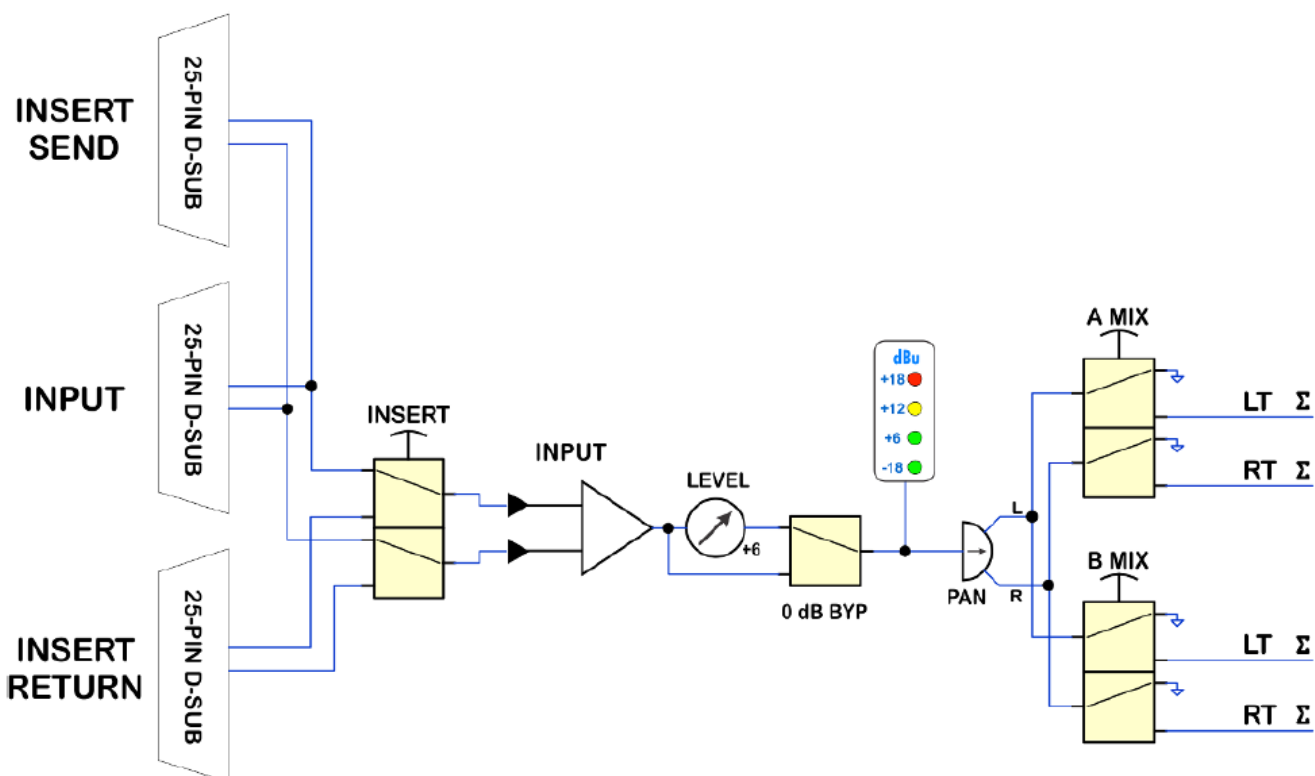 INSERT
SEND
25-PIN D-SUB
INPUT
25-PIN D-SUB
INSERT
RETURN
25-PIN D-SUB
INSERT
INPUT
LEVEL
+6
0 dB BYP
dBu
+18
+12
+6
-18
PAN
L
R
A MIX
LT Σ
RT Σ
B MIX
LT Σ
RT Σ